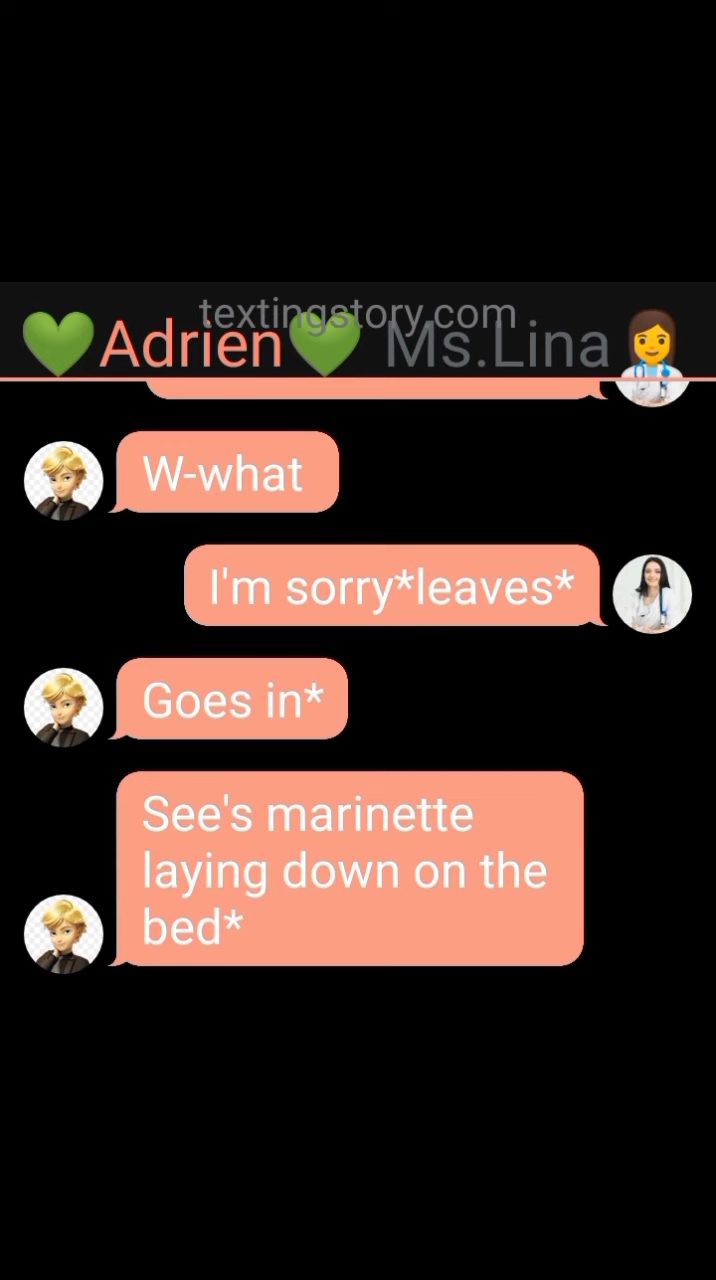 textingstory.com
💚Adrien💚 Ms.Lina👩‍⚕️
W-what
I'm sorry*leaves*
Goes in*
See's marinette
laying down on the
bed*